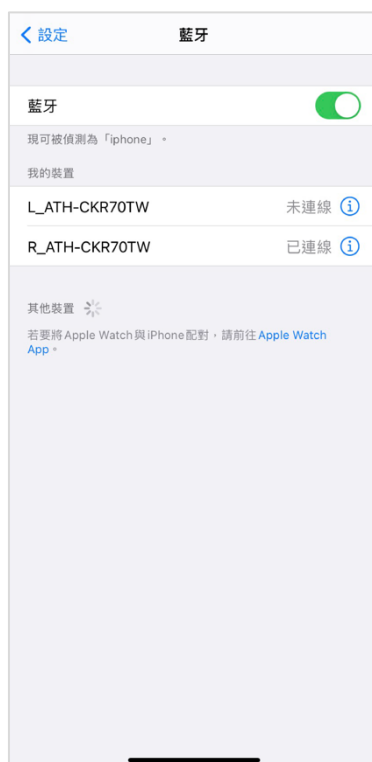 設定
藍牙
藍牙
現可被偵測為「iphone」。
我的裝置
L_ATH-CKR70TW 未連線
R_ATH-CKR70TW 已連線
其他裝置
若要將Apple Watch與iPhone配對，請前往Apple Watch
App。